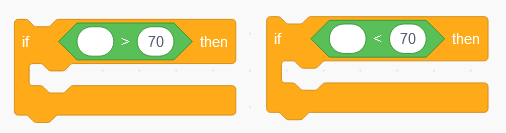 if > 70 then
if < 70 then